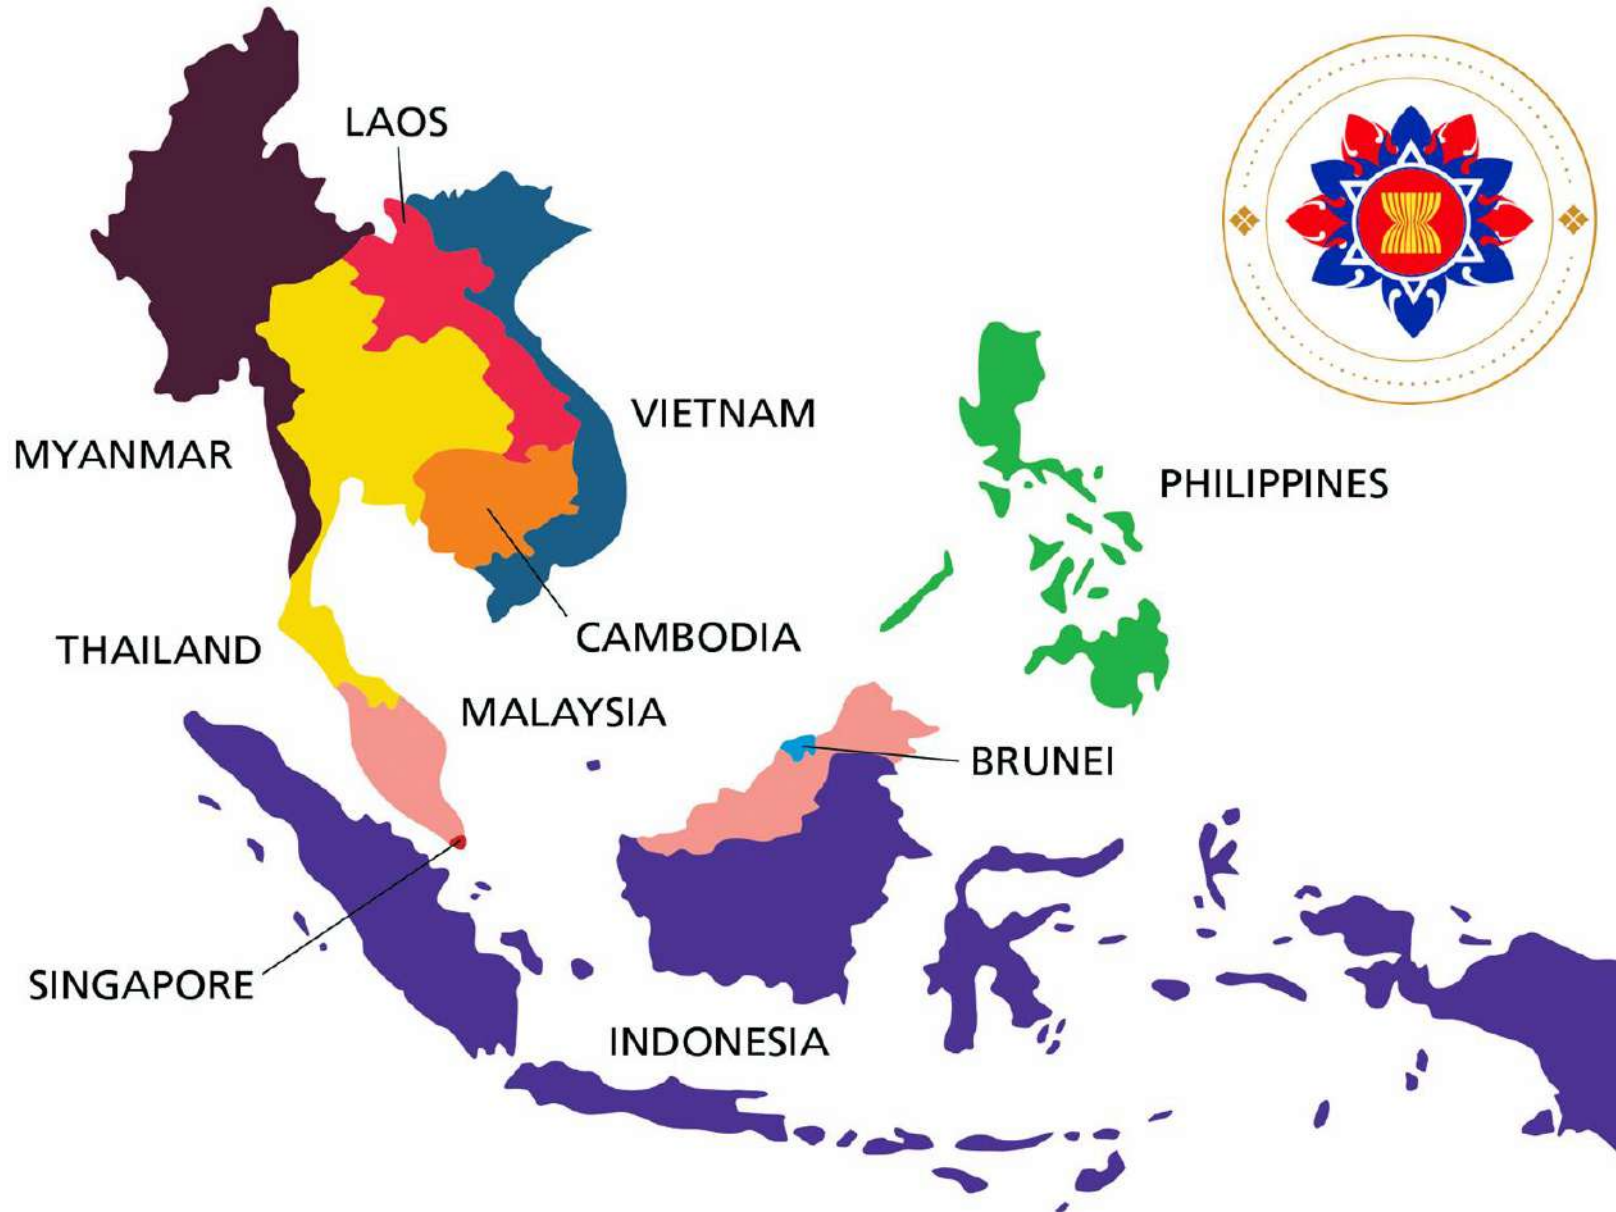 LAOS
VIETNAM
MYANMAR
PHILIPPINES
THAILAND
CAMBODIA
MALAYSIA
BRUNEI
SINGAPORE
INDONESIA